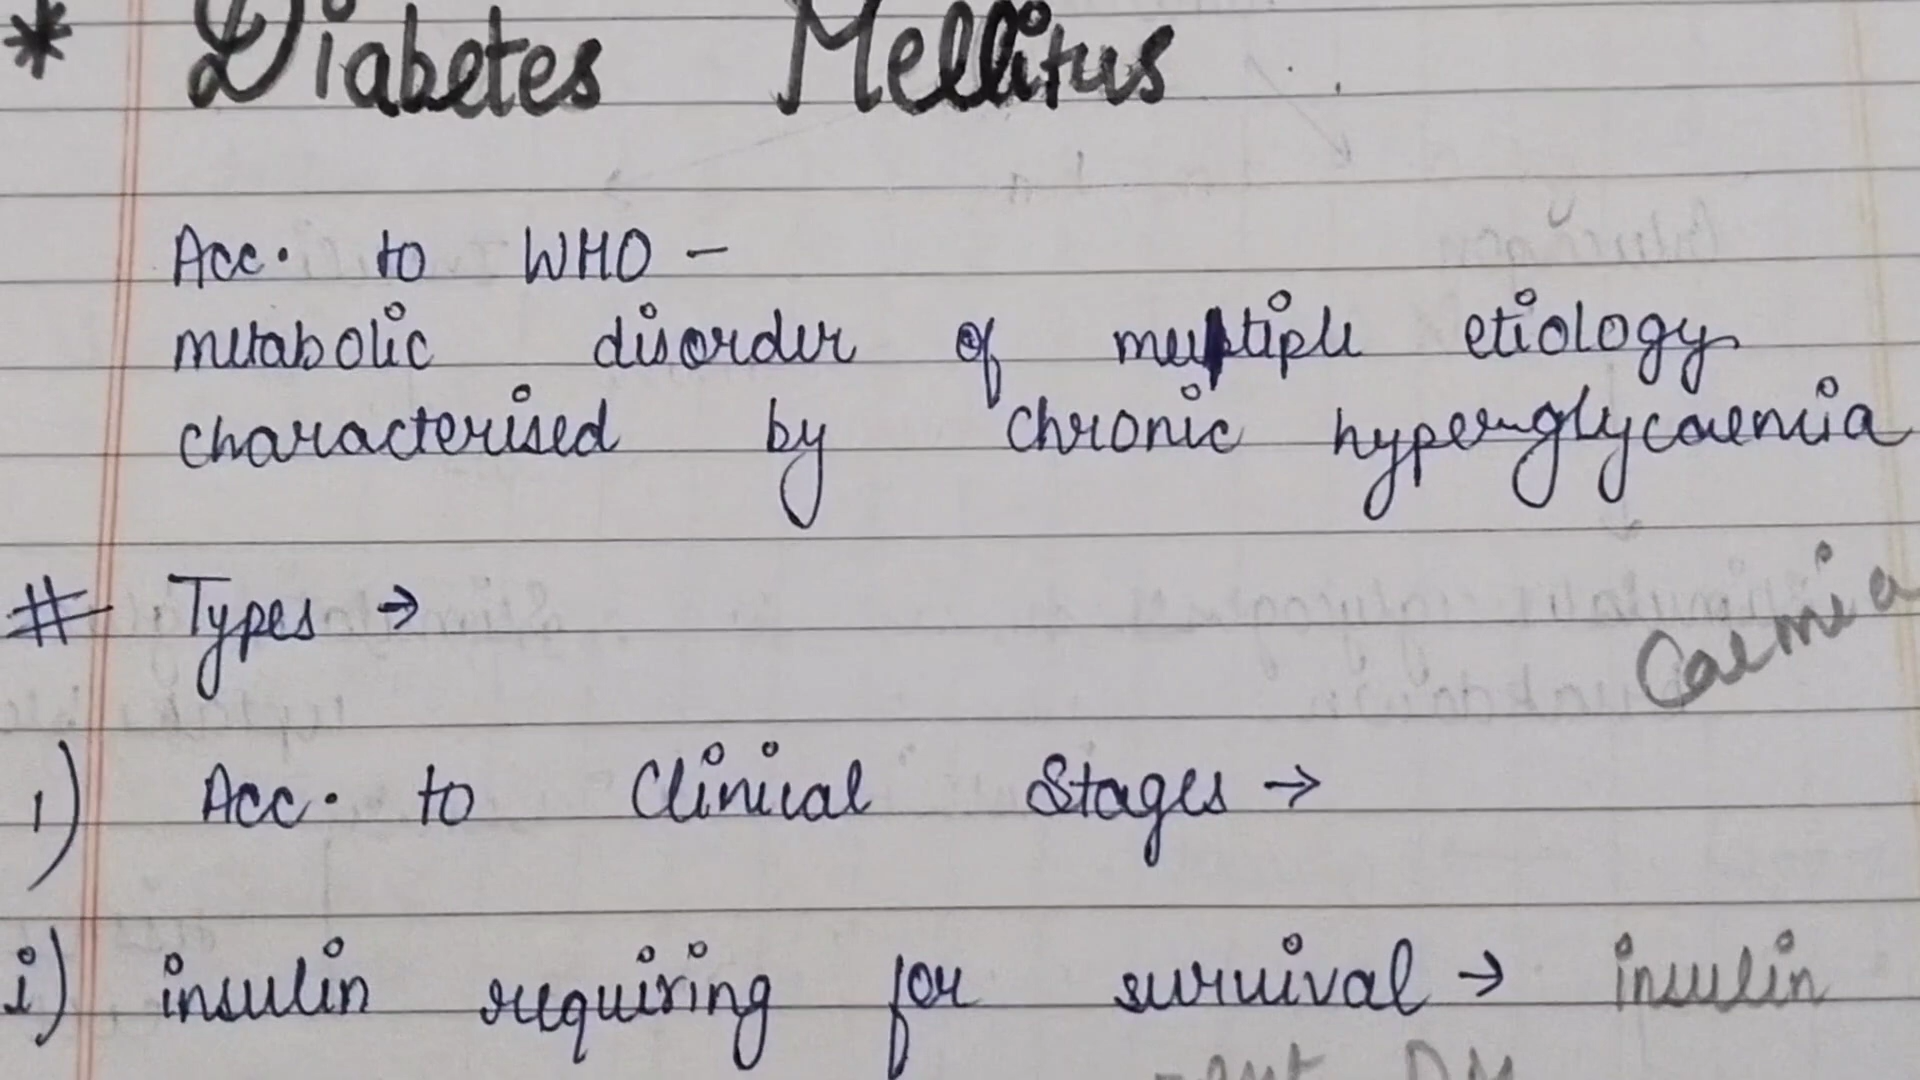 * Diabetes Mellitus
Acc. to WHO –
metabolic disorder of multiple etiology
characterised by chronic hyperglycaemia
# Types →
Caemia
1) Acc. to Clinical Stages →
i) insulin requiring for survival → insulin
DM